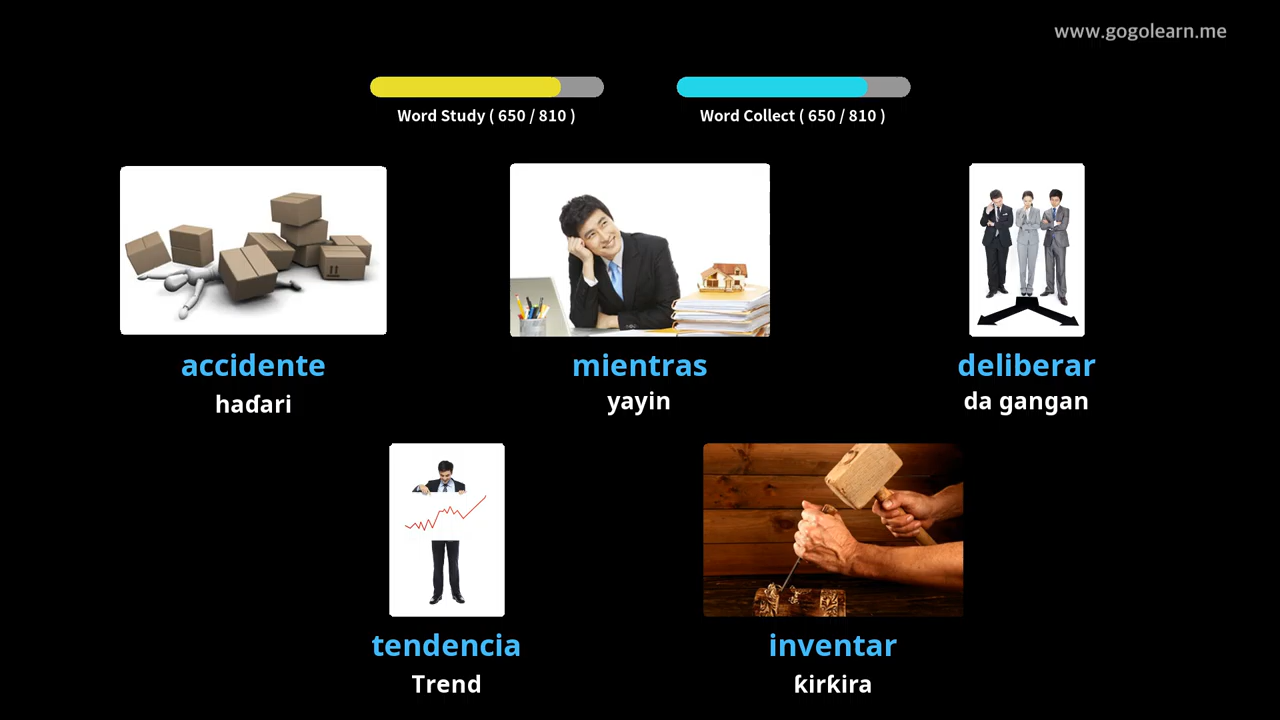 www.gogolearn.me
Word Study ( 650 / 810 )
Word Collect ( 650 / 810 )
accidente
haɗari
mientras
yayin
deliberar
da gangan
tendencia
Trend
inventar
ƙirƙira